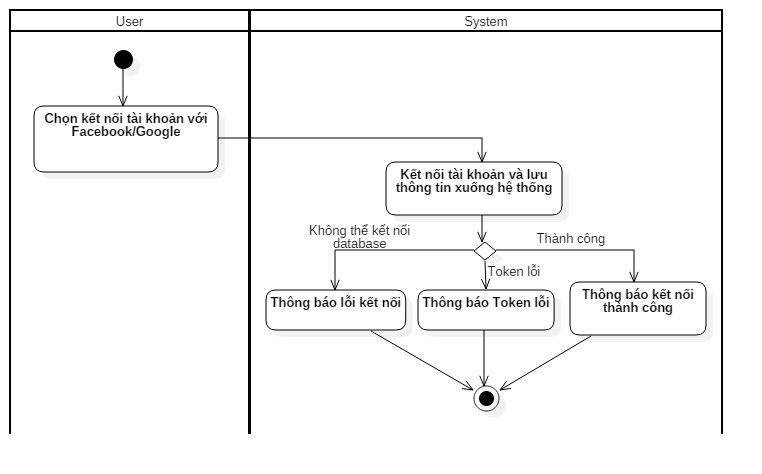 User
System
Chọn kết nối tài khoản với
Facebook/Google
Kết nối tài khoản và lưu
thông tin xuống hệ thống
Không thể kết nối
database
Thành công
Token lỗi
Thông báo lỗi kết nối
Thông báo Token lỗi
Thông báo kết nối
thành công